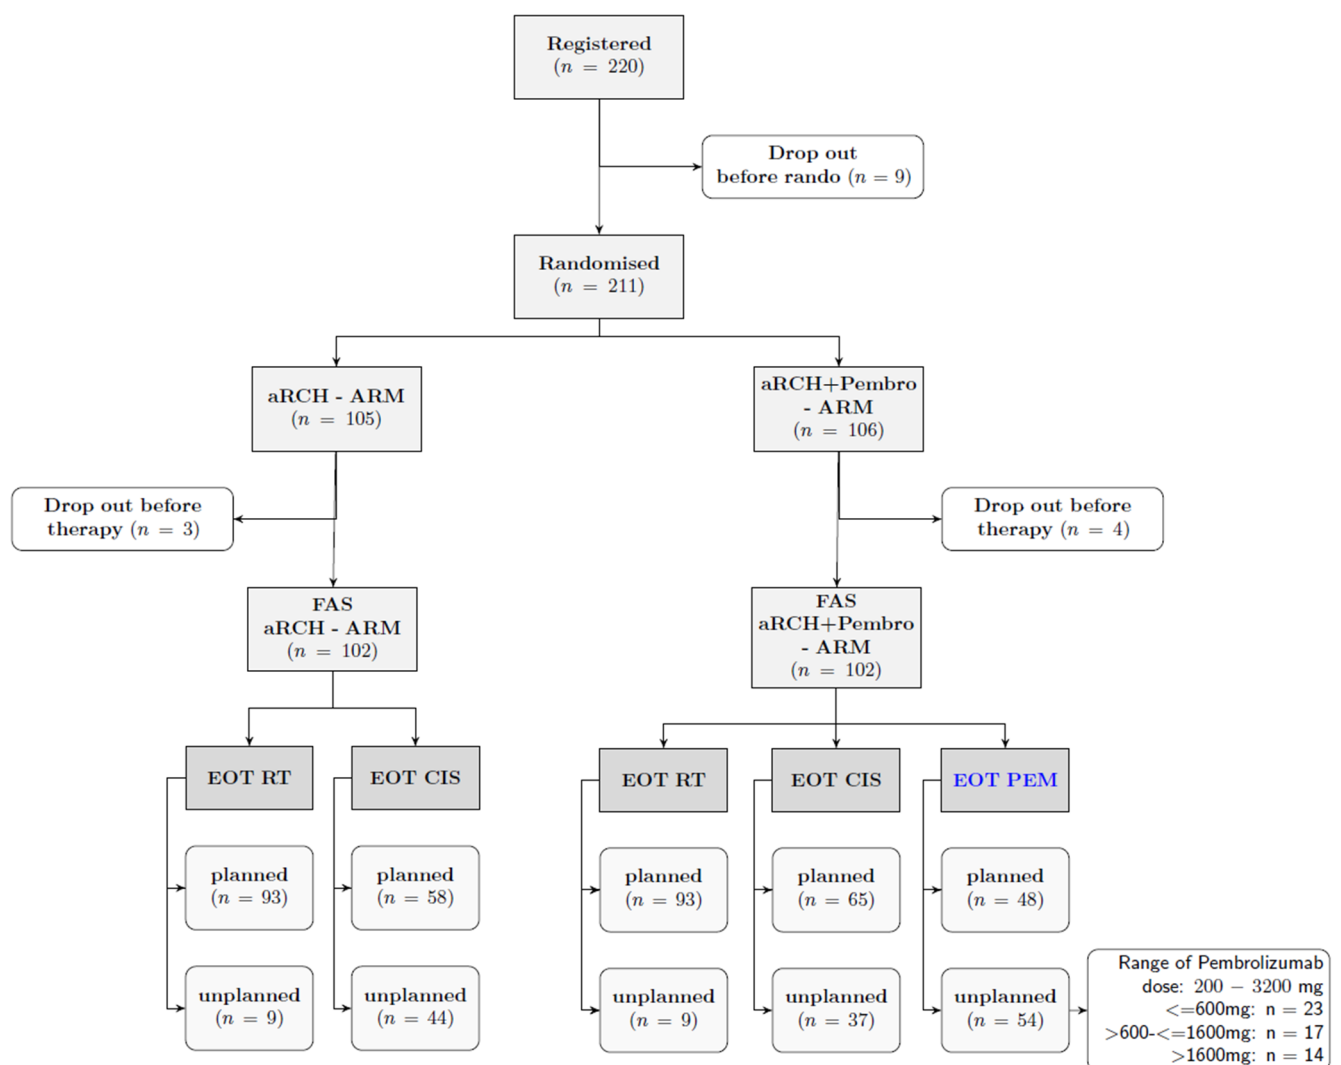 Registered
(n = 220)
Drop out
before rando (n = 9)
Randomised
(n = 211)
aRCH - ARM
(n = 105)
aRCH+Pembro
- ARM
(n = 106)
Drop out before
therapy (n = 3)
Drop out before
therapy (n = 4)
FAS
aRCH - ARM
(n = 102)
FAS
aRCH+Pembro
- ARM
(n = 102)
EOT RT
EOT CIS
EOT RT
EOT CIS
EOT PEM
planned
(n = 93)
planned
(n = 58)
planned
(n = 93)
planned
(n = 65)
planned
(n = 48)
unplanned
(n = 9)
unplanned
(n = 44)
unplanned
(n = 9)
unplanned
(n = 37)
unplanned
(n = 54)
Range of Pembrolizumab
dose: 200 − 3200 mg
<=600mg: n = 23
>600-<=1600mg: n = 17
>1600mg: n = 14